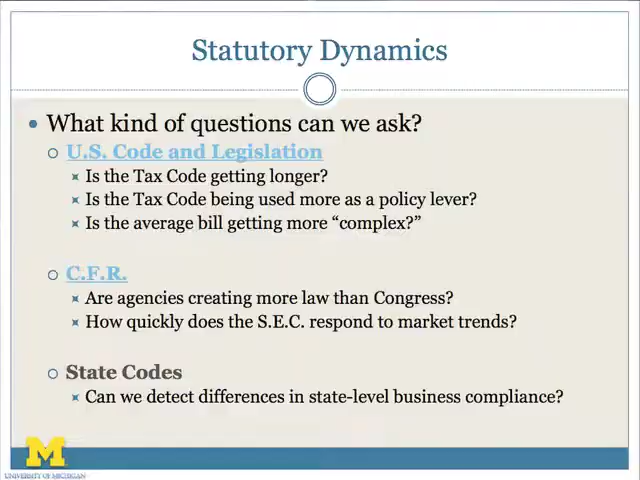 Statutory Dynamics
What kind of questions can we ask?
U.S. Code and Legislation
Is the Tax Code getting longer?
Is the Tax Code being used more as a policy lever?
Is the average bill getting more “complex?”
C.F.R.
Are agencies creating more law than Congress?
How quickly does the S.E.C. respond to market trends?
State Codes
Can we detect differences in state-level business compliance?
M
UNIVERSITY OF MICHIGAN